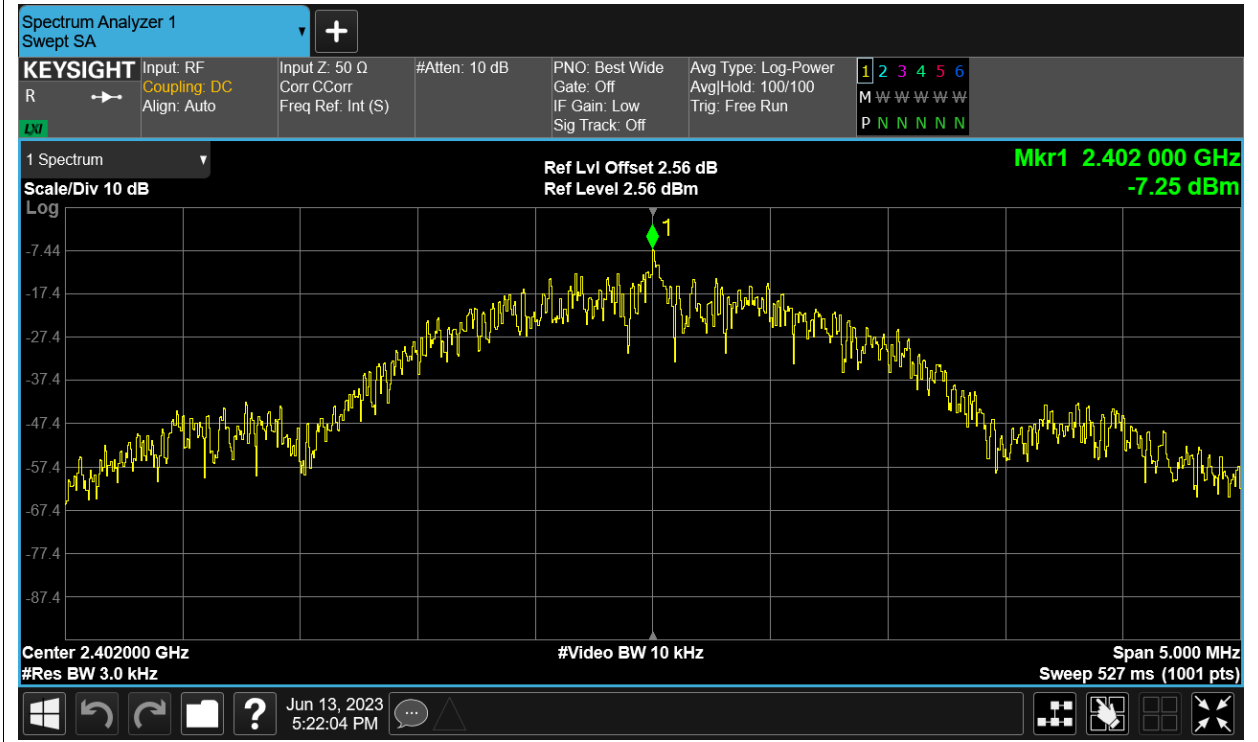 Spectrum Analyzer 1
Swept SA
KEYSIGHT
R
LXI
Input: RF
Coupling: DC
Align: Auto
Input Z: 50 Ω
Corr CCorr
Freq Ref: Int (S)
#Atten: 10 dB
PNO: Best Wide
Gate: Off
IF Gain: Low
Sig Track: Off
Avg Type: Log-Power
Avg|Hold: 100/100
Trig: Free Run
1 2 3 4 5 6
M W W W W W
P N N N N N
1 Spectrum
Scale/Div 10 dB
Log
Ref Lvl Offset 2.56 dB
Ref Level 2.56 dBm
Mkr1 2.402 000 GHz
-7.25 dBm
1
-7.44
-17.4
-27.4
-37.4
-47.4
-57.4
-67.4
-77.4
-87.4
Center 2.402000 GHz
#Video BW 10 kHz
Span 5.000 MHz
#Res BW 3.0 kHz
Sweep 527 ms (1001 pts)
?
Jun 13, 2023
5:22:04 PM